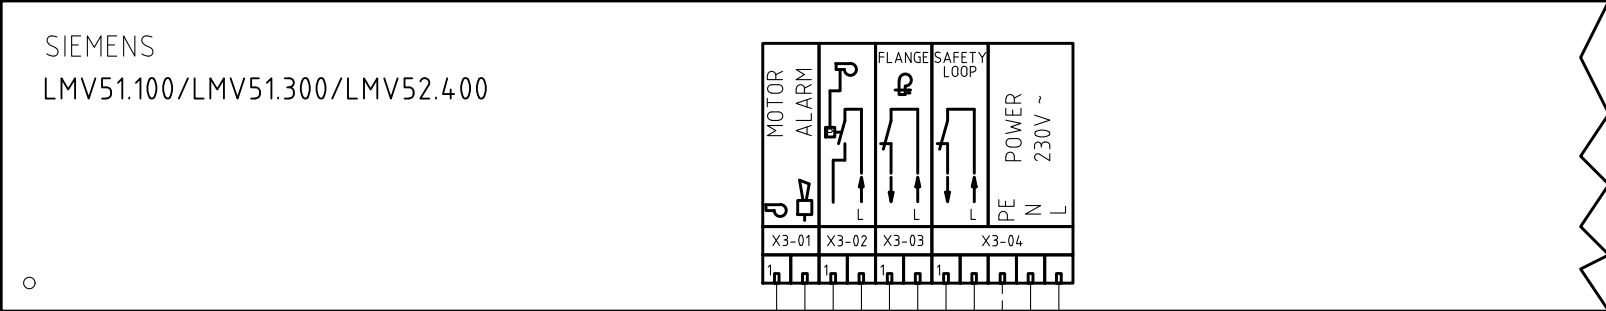 SIEMENS
LMV51.100/LMV51.300/LMV52.400
MOTOR
ALARM
FLANGE
SAFETY
LOOP
POWER
230V ~
PE
N
L
L
L
L
X3-01
X3-02
X3-03
X3-04
1
1
1
1